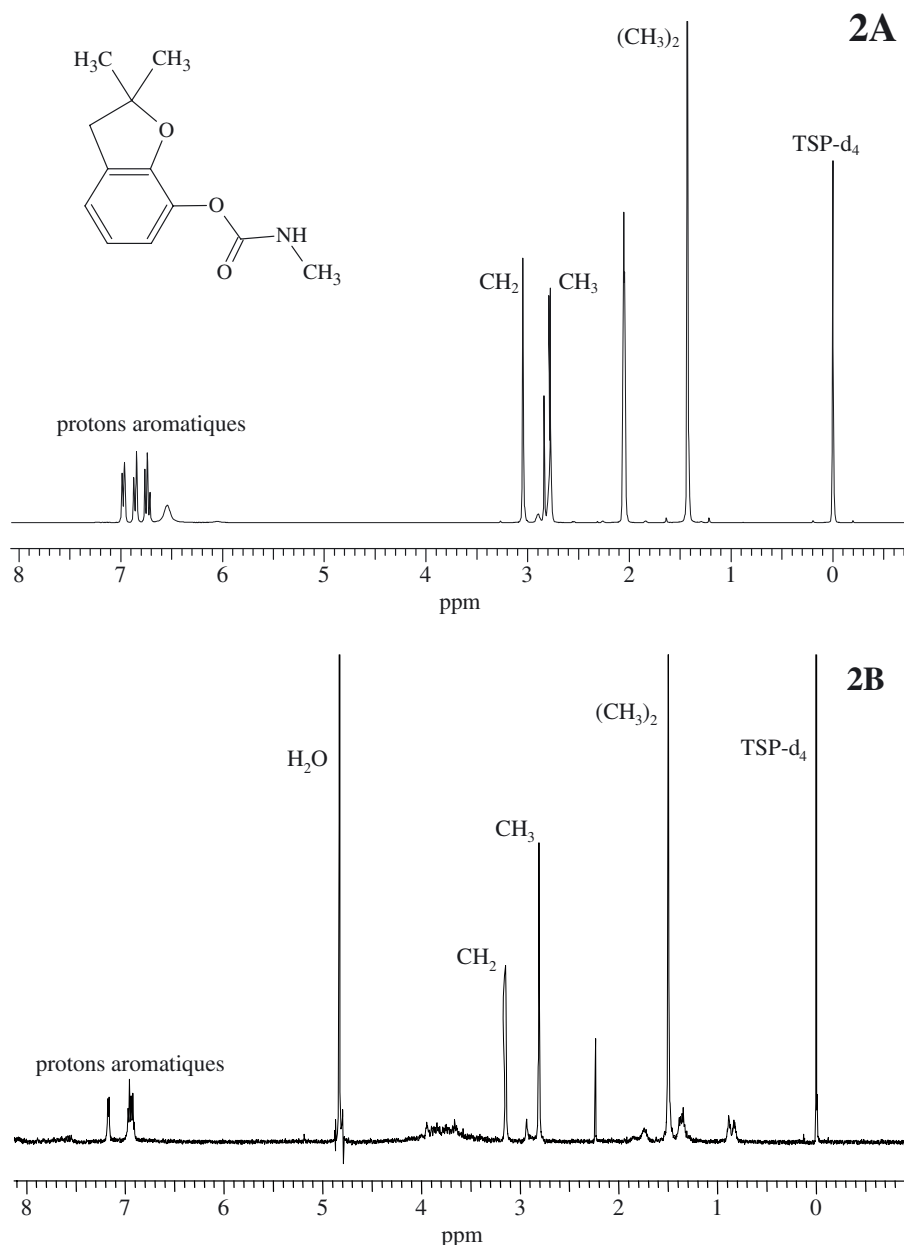 2A
(CH₃)₂
H₃C
CH₃
O
TSP-d₄
O
NH
O
CH₃
CH₂
CH₃
protons aromatiques
8 7 6 5 4 3 2 1 0
ppm
2B
(CH₃)₂
H₂O
TSP-d₄
CH₃
CH₂
protons aromatiques
8 7 6 5 4 3 2 1 0
ppm